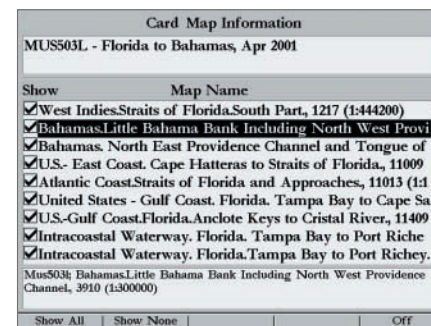 Card Map Information
MUS503L - Florida to Bahamas, Apr 2001
Show Map Name
West Indies.Straits of Florida.South Part., 1217 (1:444200)
Bahamas.Little Bahama Bank Including North West Provi
Bahamas. North East Providence Channel and Tongue of
U.S.- East Coast. Cape Hatteras to Straits of Florida., 11009
Atlantic Coast.Straits of Florida and Approaches., 11013 (1:1
United States - Gulf Coast. Florida. Tampa Bay to Cape Sa
U.S.-Gulf Coast.Florida.Anclote Keys to Cristal River., 11409
Intracoastal Waterway. Florida. Tampa Bay to Port Riche
Intracoastal Waterway. Florida.Tampa Bay to Port Richey.
Mus503l; Bahamas.Little Bahama Bank Including North West Providence
Channel., 3910 (1:300000)
Show All | Show None | | | Off